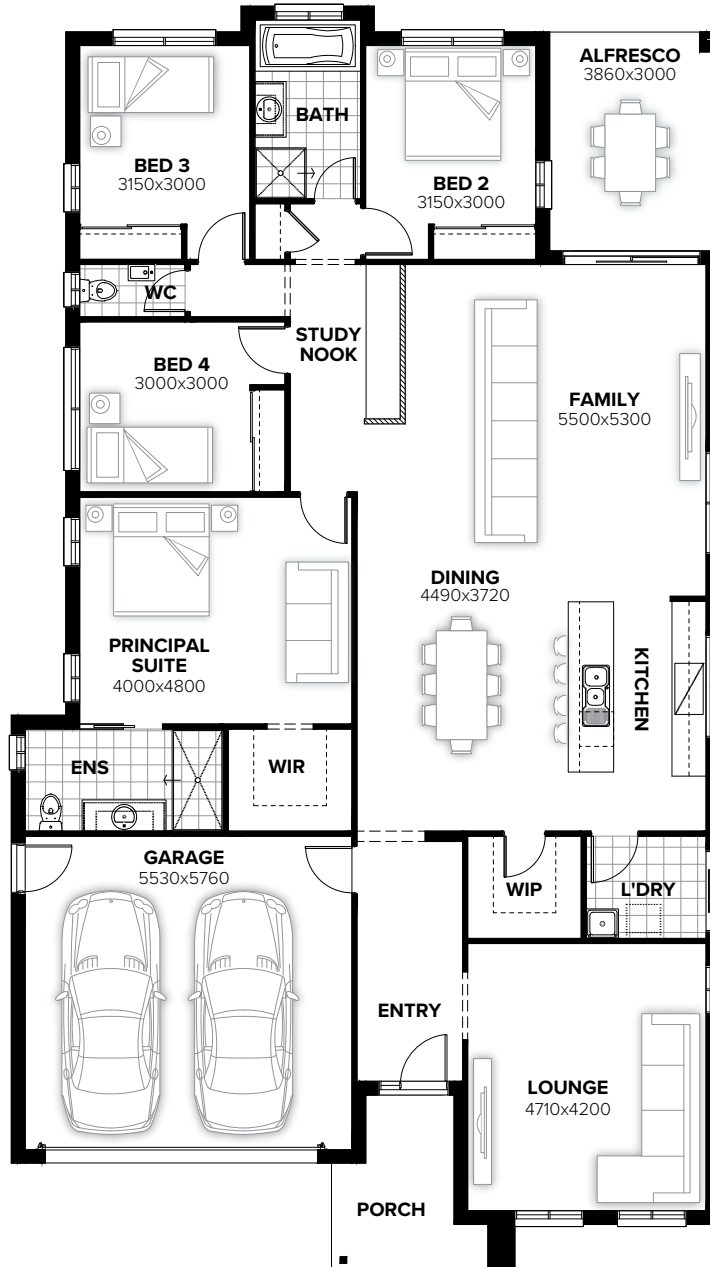 ALFRESCO
3860x3000
BATH
BED 3
3150x3000
BED 2
3150x3000
WC
STUDY
NOOK
BED 4
3000x3000
FAMILY
5500x5300
DINING
4490x3720
PRINCIPAL
SUITE
4000x4800
KITCHEN
ENS
WIR
GARAGE
5530x5760
WIP
L'DRY
ENTRY
LOUNGE
4710x4200
PORCH